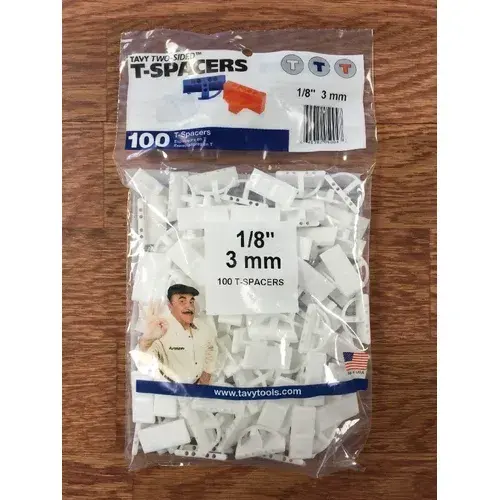 TAVY TWO-SIDED™
T-SPACERS
T T T
1/8" 3 mm
100 T-Spacers
1/8"
3 mm
100 T-SPACERS
www.tavytools.com